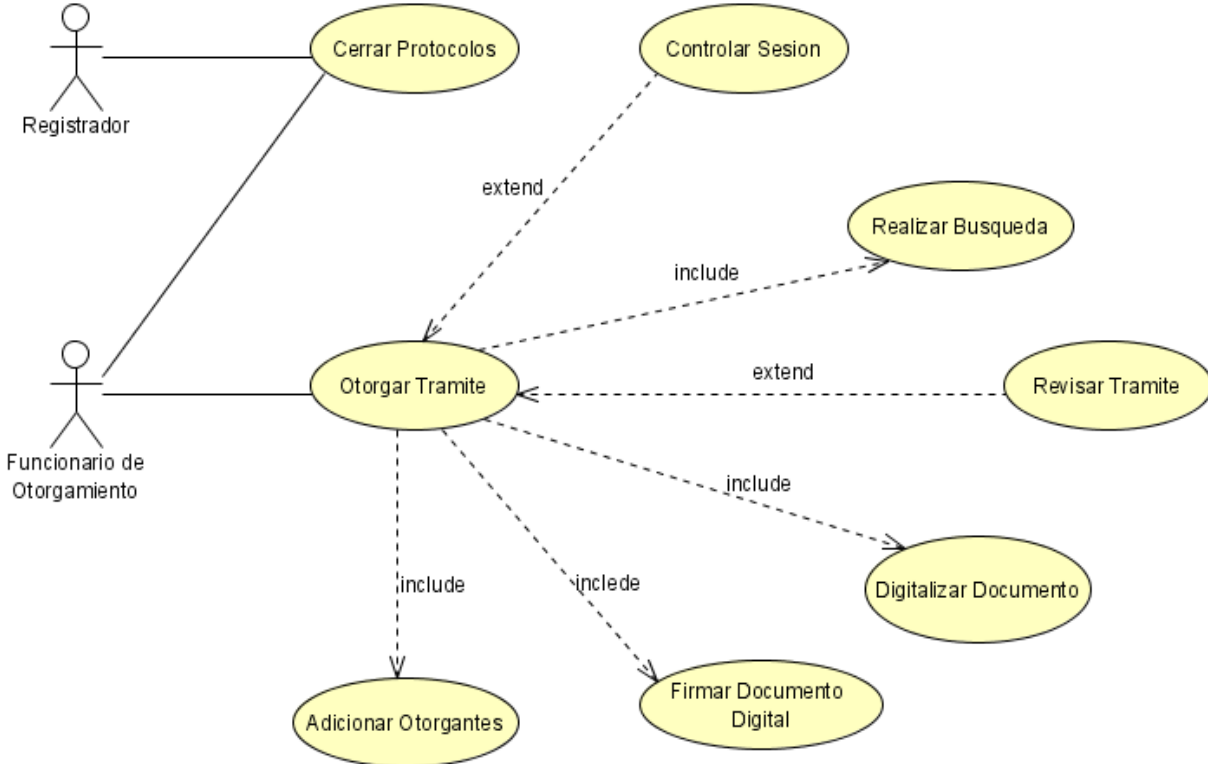 Cerrar Protocolos
Controlar Sesion
Registrador
extend
Realizar Busqueda
include
Otorgar Tramite
extend
Revisar Tramite
Funcionario de
Otorgamiento
include
include
inclede
Digitalizar Documento
Adicionar Otorgantes
Firmar Documento
Digital